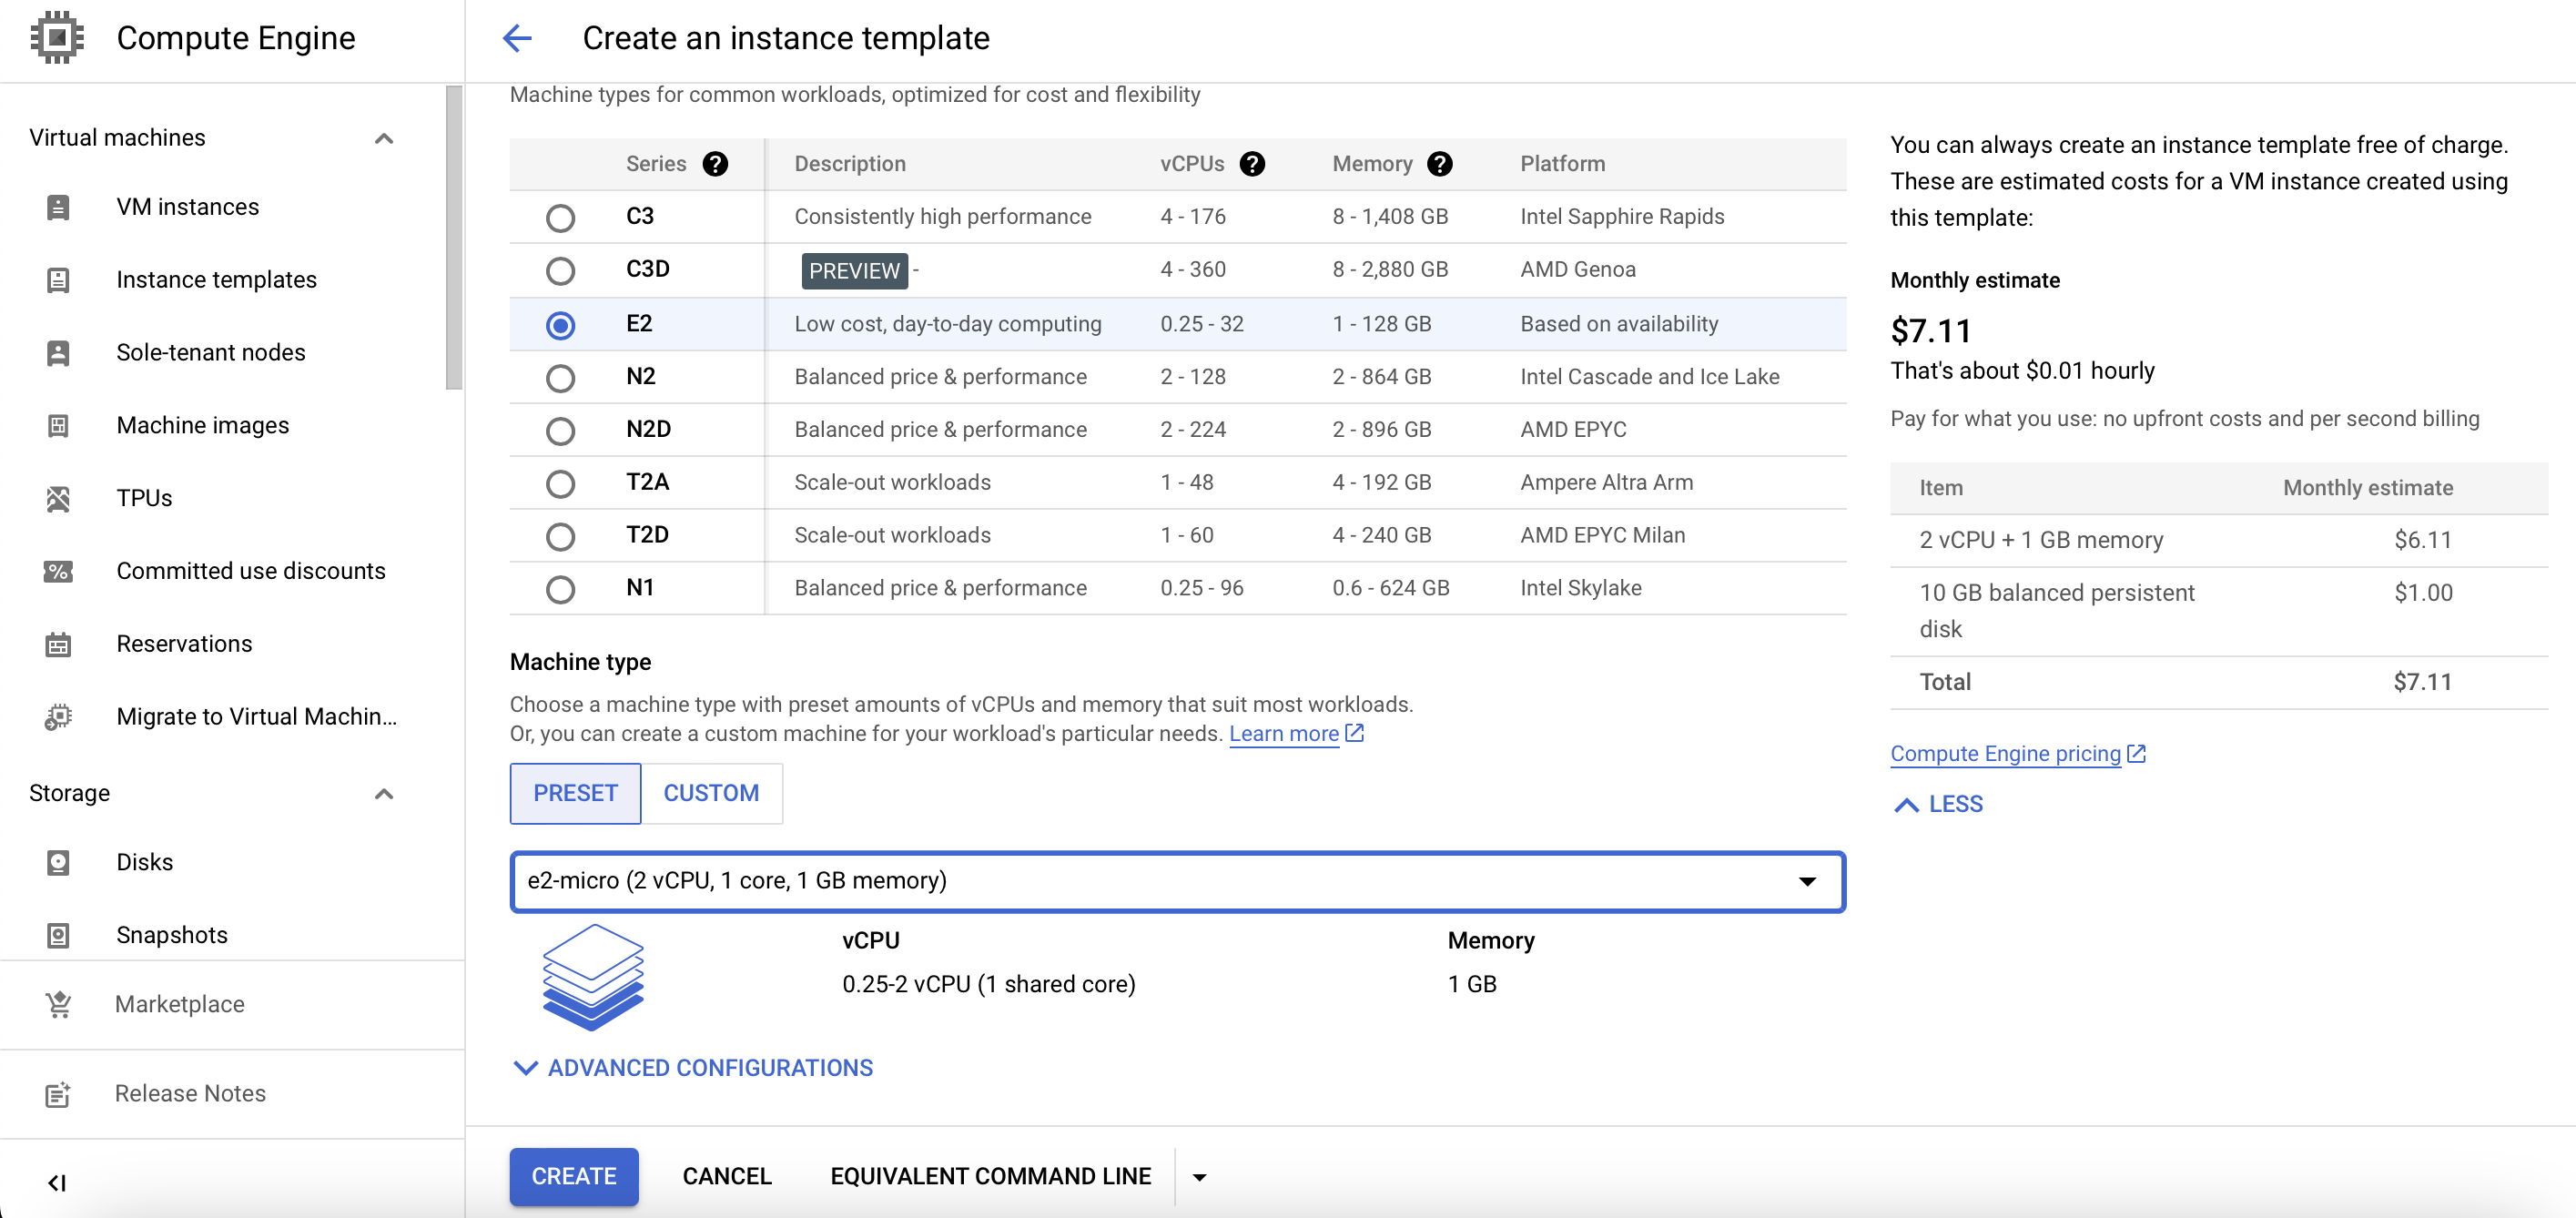 Compute Engine
Create an instance template
Virtual machines
VM instances
Instance templates
Sole-tenant nodes
Machine images
TPUs
Committed use discounts
Reservations
Migrate to Virtual Machin...
Storage
Disks
Snapshots
Marketplace
Release Notes
Machine types for common workloads, optimized for cost and flexibility
Series ? Description vCPUs ? Memory ? Platform
C3 Consistently high performance 4 - 176 8 - 1,408 GB Intel Sapphire Rapids
C3D PREVIEW - 4 - 360 8 - 2,880 GB AMD Genoa
E2 Low cost, day-to-day computing 0.25 - 32 1 - 128 GB Based on availability
N2 Balanced price & performance 2 - 128 2 - 864 GB Intel Cascade and Ice Lake
N2D Balanced price & performance 2 - 224 2 - 896 GB AMD EPYC
T2A Scale-out workloads 1 - 48 4 - 192 GB Ampere Altra Arm
T2D Scale-out workloads 1 - 60 4 - 240 GB AMD EPYC Milan
N1 Balanced price & performance 0.25 - 96 0.6 - 624 GB Intel Skylake
Machine type
Choose a machine type with preset amounts of vCPUs and memory that suit most workloads.
Or, you can create a custom machine for your workload's particular needs. Learn more
PRESET CUSTOM
e2-micro (2 vCPU, 1 core, 1 GB memory)
vCPU Memory
0.25-2 vCPU (1 shared core) 1 GB
ADVANCED CONFIGURATIONS
CREATE CANCEL EQUIVALENT COMMAND LINE
You can always create an instance template free of charge.
These are estimated costs for a VM instance created using
this template:
Monthly estimate
$7.11
That's about $0.01 hourly
Pay for what you use: no upfront costs and per second billing
Item Monthly estimate
2 vCPU + 1 GB memory $6.11
10 GB balanced persistent $1.00
disk
Total $7.11
Compute Engine pricing
LESS